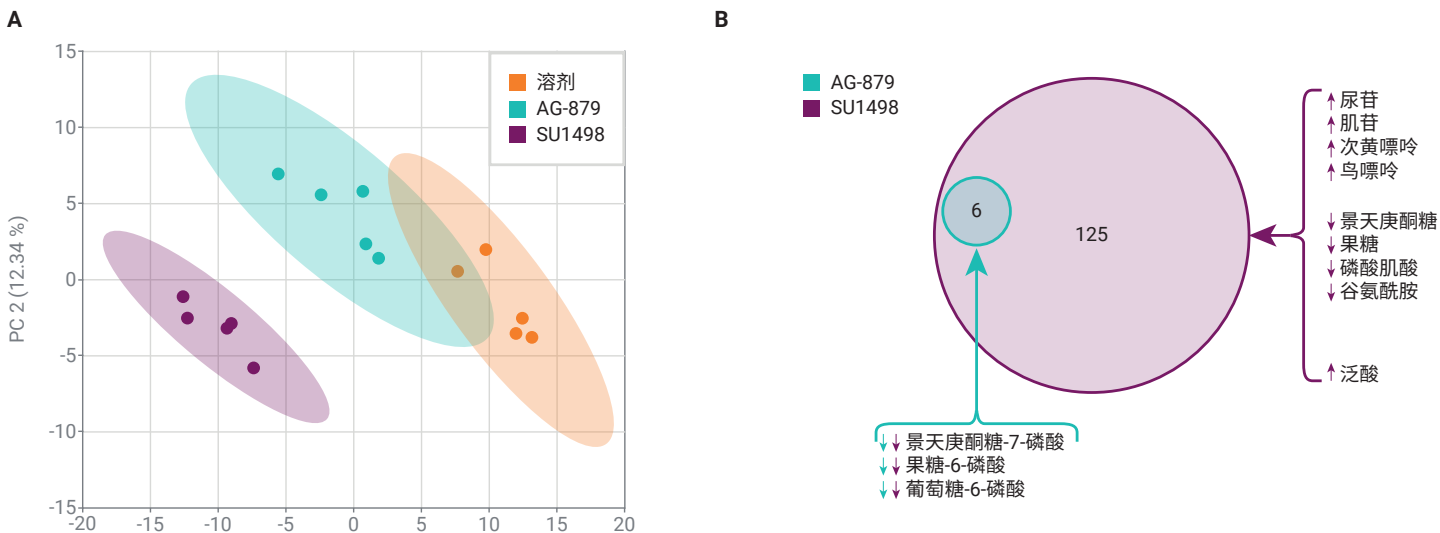 A
15
10
5
0
-5
-10
-15
PC 2 (12.34 %)
-20
-15
-10
-5
0
5
10
15
20
溶剂
AG-879
SU1498
B
AG-879
SU1498
6
125
尿苷
肌苷
次黄嘌呤
鸟嘌呤
景天庚酮糖
果糖
磷酸肌酸
谷氨酰胺
泛酸
景天庚酮糖-7-磷酸
果糖-6-磷酸
葡萄糖-6-磷酸